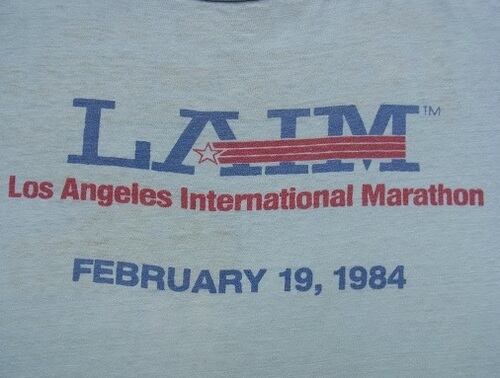 LAIM™
Los Angeles International Marathon
FEBRUARY 19, 1984